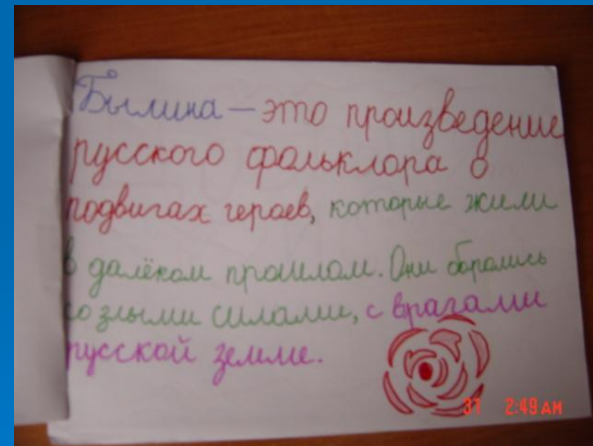 Былина – это произведение
русского фольклора о
подвигах героев, которые жили
в далёком прошлом. Они боролись
со злыми силами, с врагами
русской земли.
31 2:49 AM